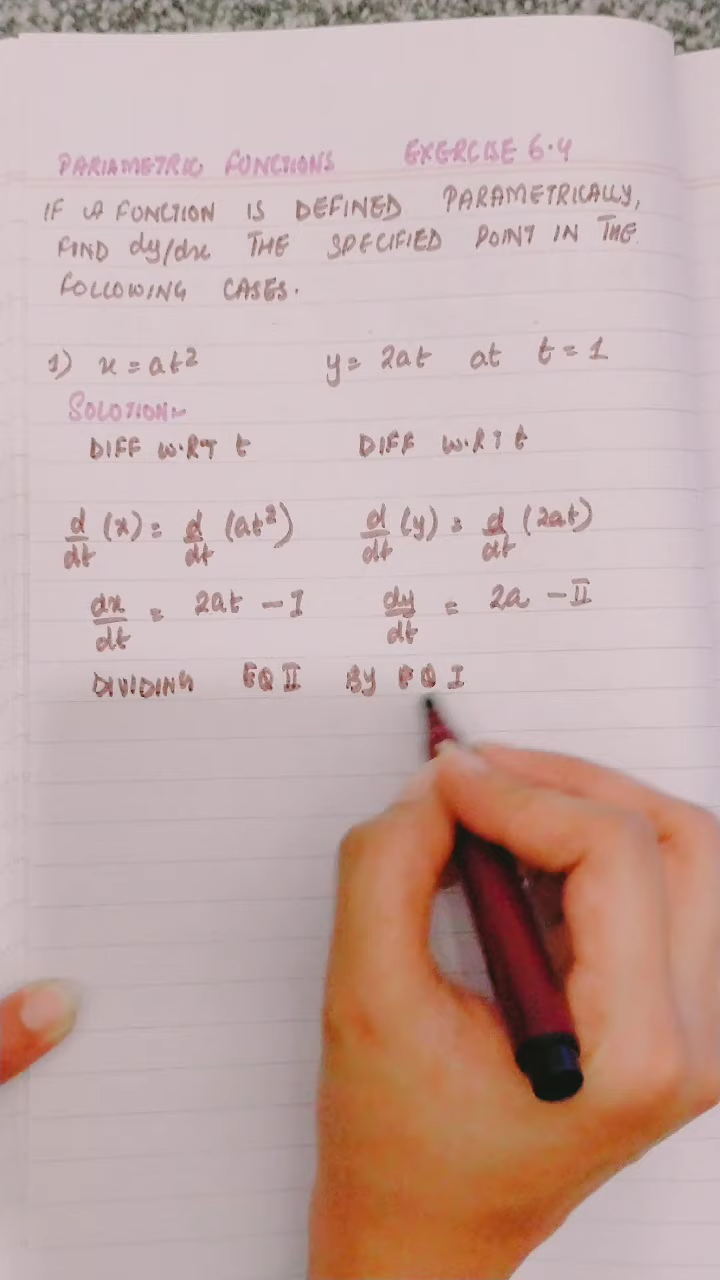 PARIAMETRIC FUNCTIONS EXERCISE 6.4
IF A FUNCTION IS DEFINED PARAMETRICALLY,
FIND dy/dx THE SPECIFIED POINT IN THE
FOLLOWING CASES.
1) x = at² y = 2at at t = 1
SOLUTION:-
DIFF W.R.T t DIFF W.R.T t
d/dt (x) = d/dt (at²) d/dt (y) = d/dt (2at)
dx/dt = 2at - I dy/dt = 2a - II
DIVIDING EQ II BY EQ I